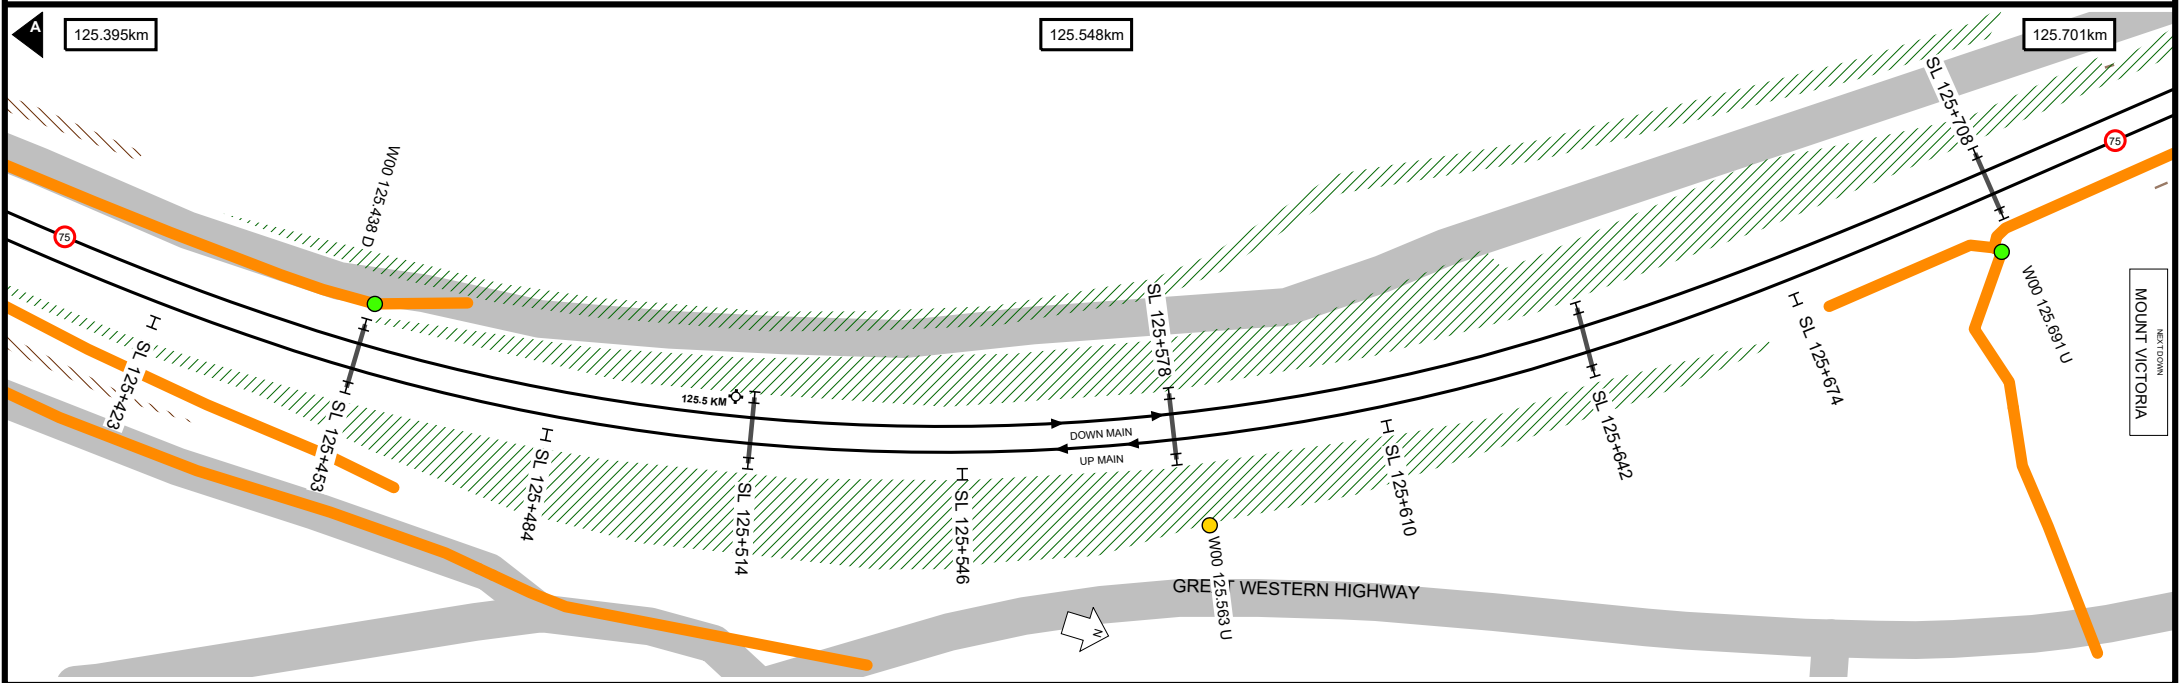 A
125.395km
125.548km
125.701km
W00 125.438 D
SL 125+708
75
75
SL 125+423
SL 125+453
SL 125+484
125.5 KM
SL 125+514
SL 125+546
SL 125+578
DOWN MAIN
UP MAIN
SL 125+610
SL 125+642
SL 125+674
W00 125.691 U
NEXT DOWN
MOUNT VICTORIA
W00 125.563 U
GREAT WESTERN HIGHWAY
N